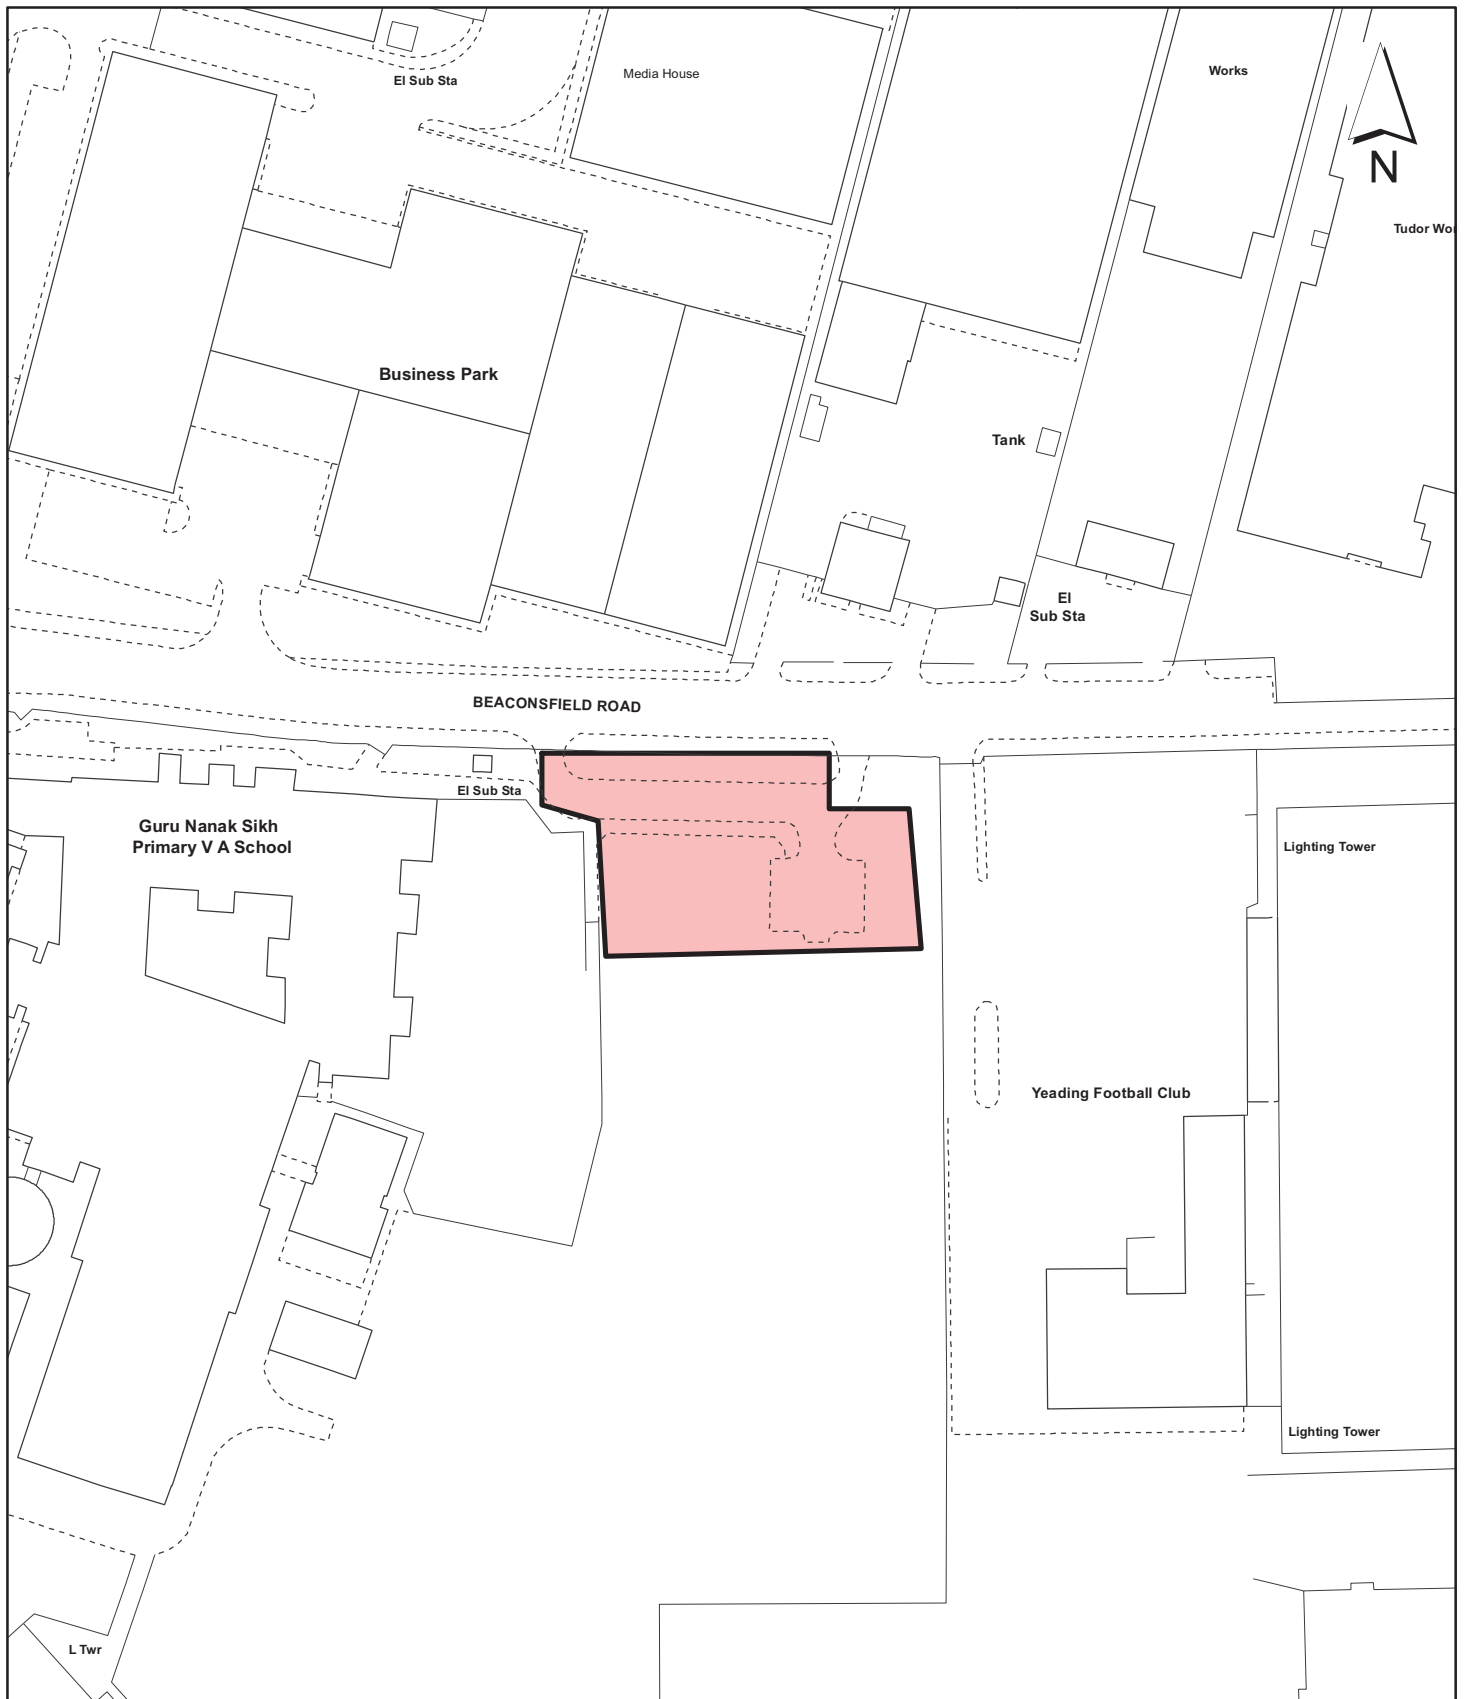 El Sub Sta
Media House
Works
N
Tudor Wor
Business Park
Tank
El
Sub Sta
BEACONSFIELD ROAD
El Sub Sta
Guru Nanak Sikh
Primary V A School
Lighting Tower
Yeading Football Club
Lighting Tower
L Twr